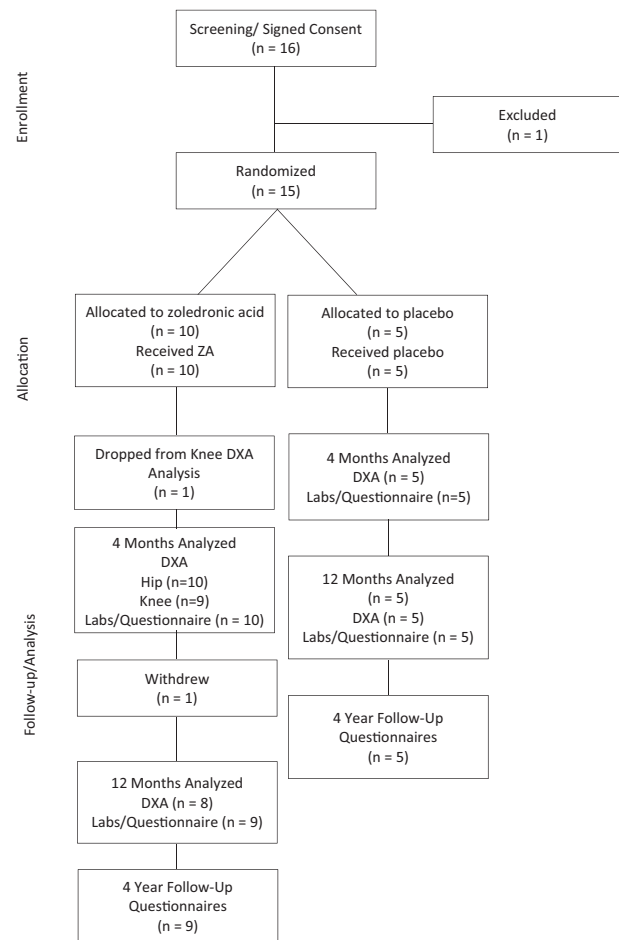 Screening/ Signed Consent
(n = 16)
Enrollment
Excluded
(n = 1)
Randomized
(n = 15)
Allocation
Allocated to zoledronic acid
(n = 10)
Received ZA
(n = 10)
Allocated to placebo
(n = 5)
Received placebo
(n = 5)
Follow-up/Analysis
Dropped from Knee DXA
Analysis
(n = 1)
4 Months Analyzed
DXA
Hip (n=10)
Knee (n=9)
Labs/Questionnaire (n = 10)
Withdrew
(n = 1)
12 Months Analyzed
DXA (n = 8)
Labs/Questionnaire (n = 9)
4 Year Follow-Up
Questionnaires
(n = 9)
4 Months Analyzed
DXA (n = 5)
Labs/Questionnaire (n=5)
12 Months Analyzed
(n = 5)
DXA (n = 5)
Labs/Questionnaire (n = 5)
4 Year Follow-Up
Questionnaires
(n = 5)